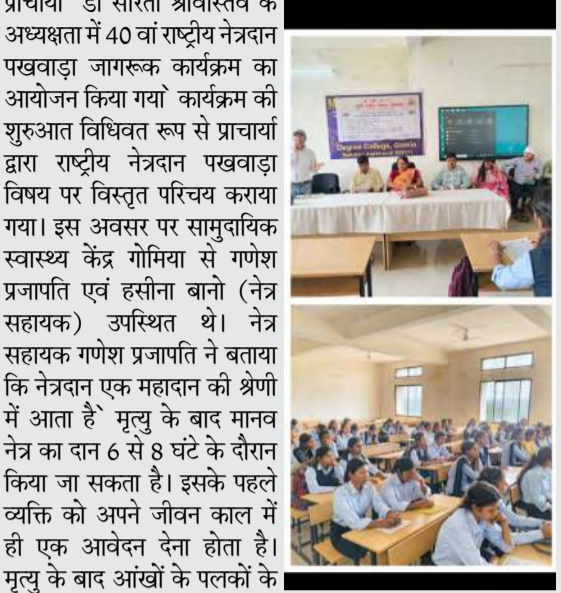 प्राचार्या डॉ सरिता श्रीवास्तव के
अध्यक्षता में 40 वां राष्ट्रीय नेत्रदान
पखवाड़ा जागरूक कार्यक्रम का
आयोजन किया गया` कार्यक्रम की
शुरुआत विधिवत रूप से प्राचार्या
द्वारा राष्ट्रीय नेत्रदान पखवाड़ा
विषय पर विस्तृत परिचय कराया
गया। इस अवसर पर सामुदायिक
स्वास्थ्य केंद्र गोमिया से गणेश
प्रजापति एवं हसीना बानो (नेत्र
सहायक) उपस्थित थे। नेत्र
सहायक गणेश प्रजापति ने बताया
कि नेत्रदान एक महादान की श्रेणी
में आता है` मृत्यु के बाद मानव
नेत्र का दान 6 से 8 घंटे के दौरान
किया जा सकता है। इसके पहले
व्यक्ति को अपने जीवन काल में
ही एक आवेदन देना होता है।
मृत्यु के बाद आंखों के पलकों के
Degree College, Gomia